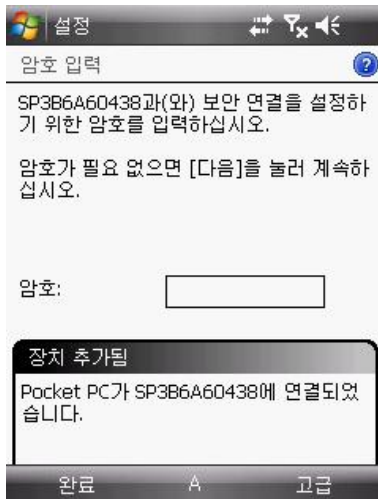 설정
암호 입력
SP3B6A60438과(와) 보안 연결을 설정하
기 위한 암호를 입력하십시오.
암호가 필요 없으면 [다음]을 눌러 계속하
십시오.
암호:
장치 추가됨
Pocket PC가 SP3B6A60438에 연결되었
습니다.
완료 A 고급